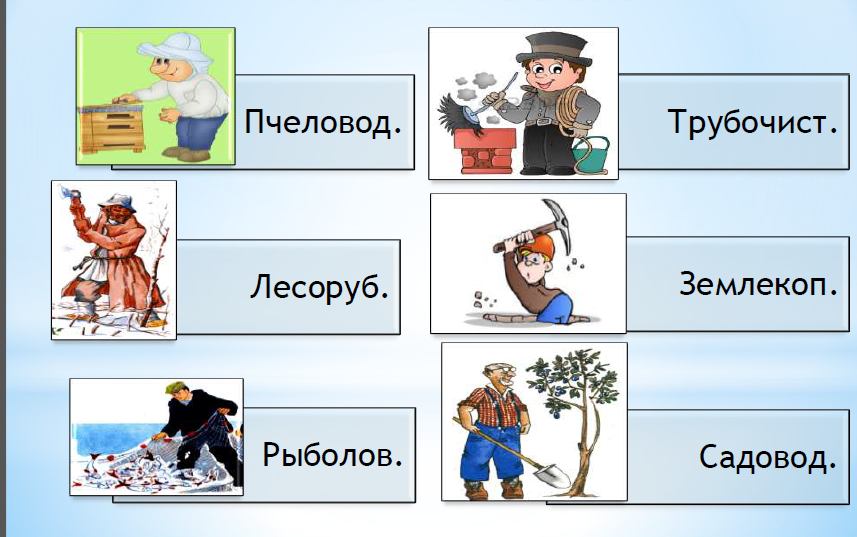 Пчеловод.
Трубочист.
Лесоруб.
Землекоп.
Рыболов.
Садовод.